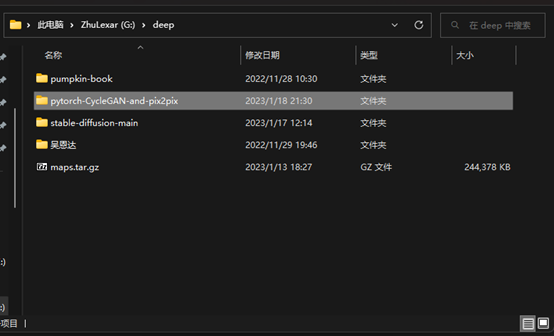 此电脑 > ZhuLexar (G:) > deep
在 deep 中搜索
名称 修改日期 类型 大小
pumpkin-book 2022/11/28 10:30 文件夹
pytorch-CycleGAN-and-pix2pix 2023/1/18 21:30 文件夹
stable-diffusion-main 2023/1/17 12:14 文件夹
吴恩达 2022/11/29 19:46 文件夹
maps.tar.gz 2023/1/13 18:27 GZ 文件 244,378 KB
:)
:)
项目